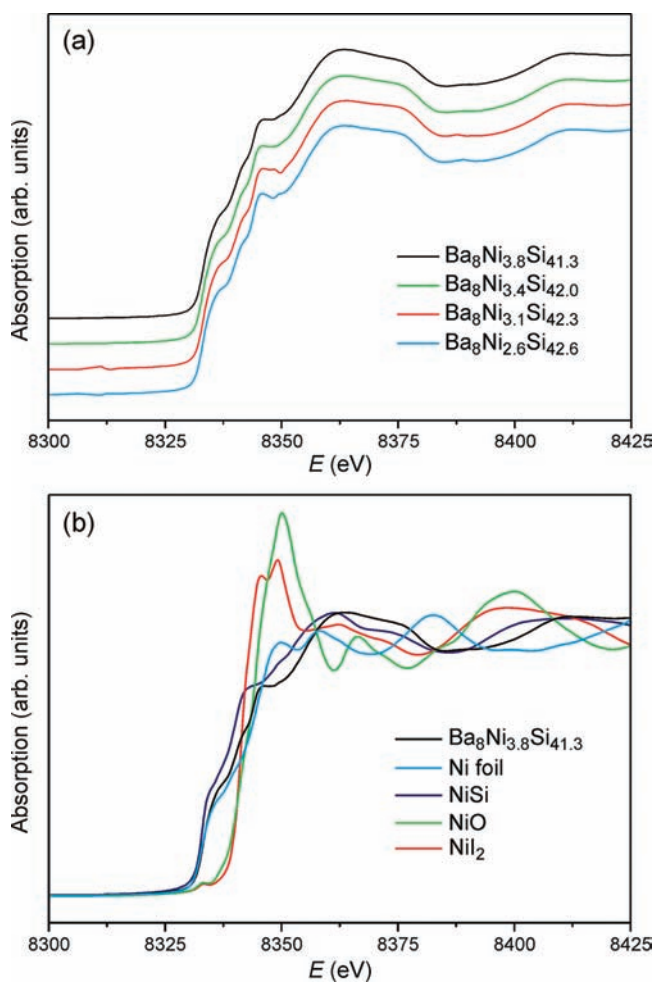 (a)
Absorption (arb. units)
Ba₈Ni₃.₈Si₄₁.₃
Ba₈Ni₃.₄Si₄₂.₀
Ba₈Ni₃.₁Si₄₂.₃
Ba₈Ni₂.₆Si₄₂.₆
8300 8325 8350 8375 8400 8425
E (eV)
(b)
Absorption (arb. units)
Ba₈Ni₃.₈Si₄₁.₃
Ni foil
NiSi
NiO
NiI₂
8300 8325 8350 8375 8400 8425
E (eV)